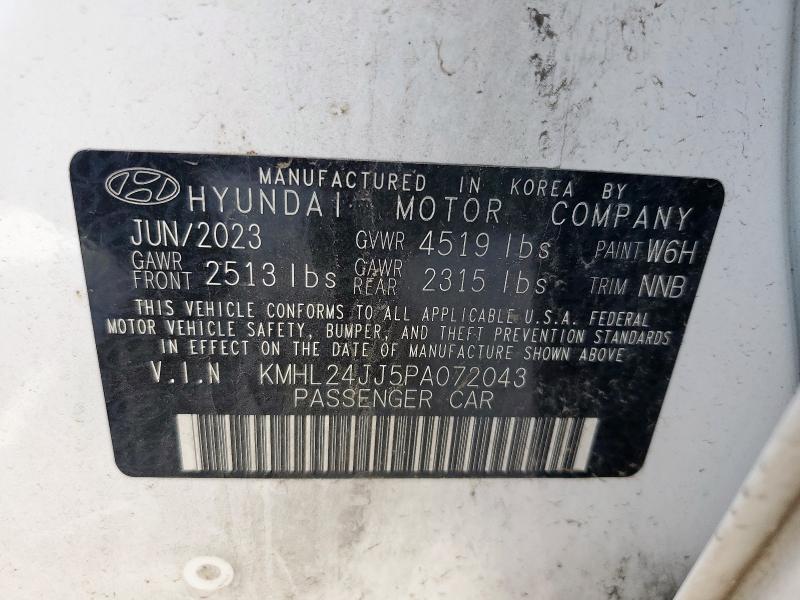 MANUFACTURED IN KOREA BY
HYUNDAI MOTOR COMPANY
JUN/2023 GVWR 4519 lbs PAINT W6H
GAWR FRONT 2513 lbs GAWR REAR 2315 lbs TRIM NNB
THIS VEHICLE CONFORMS TO ALL APPLICABLE U.S.A. FEDERAL
MOTOR VEHICLE SAFETY, BUMPER, AND THEFT PREVENTION STANDARDS
IN EFFECT ON THE DATE OF MANUFACTURE SHOWN ABOVE
V.I.N KMHL24JJ5PA072043
PASSENGER CAR